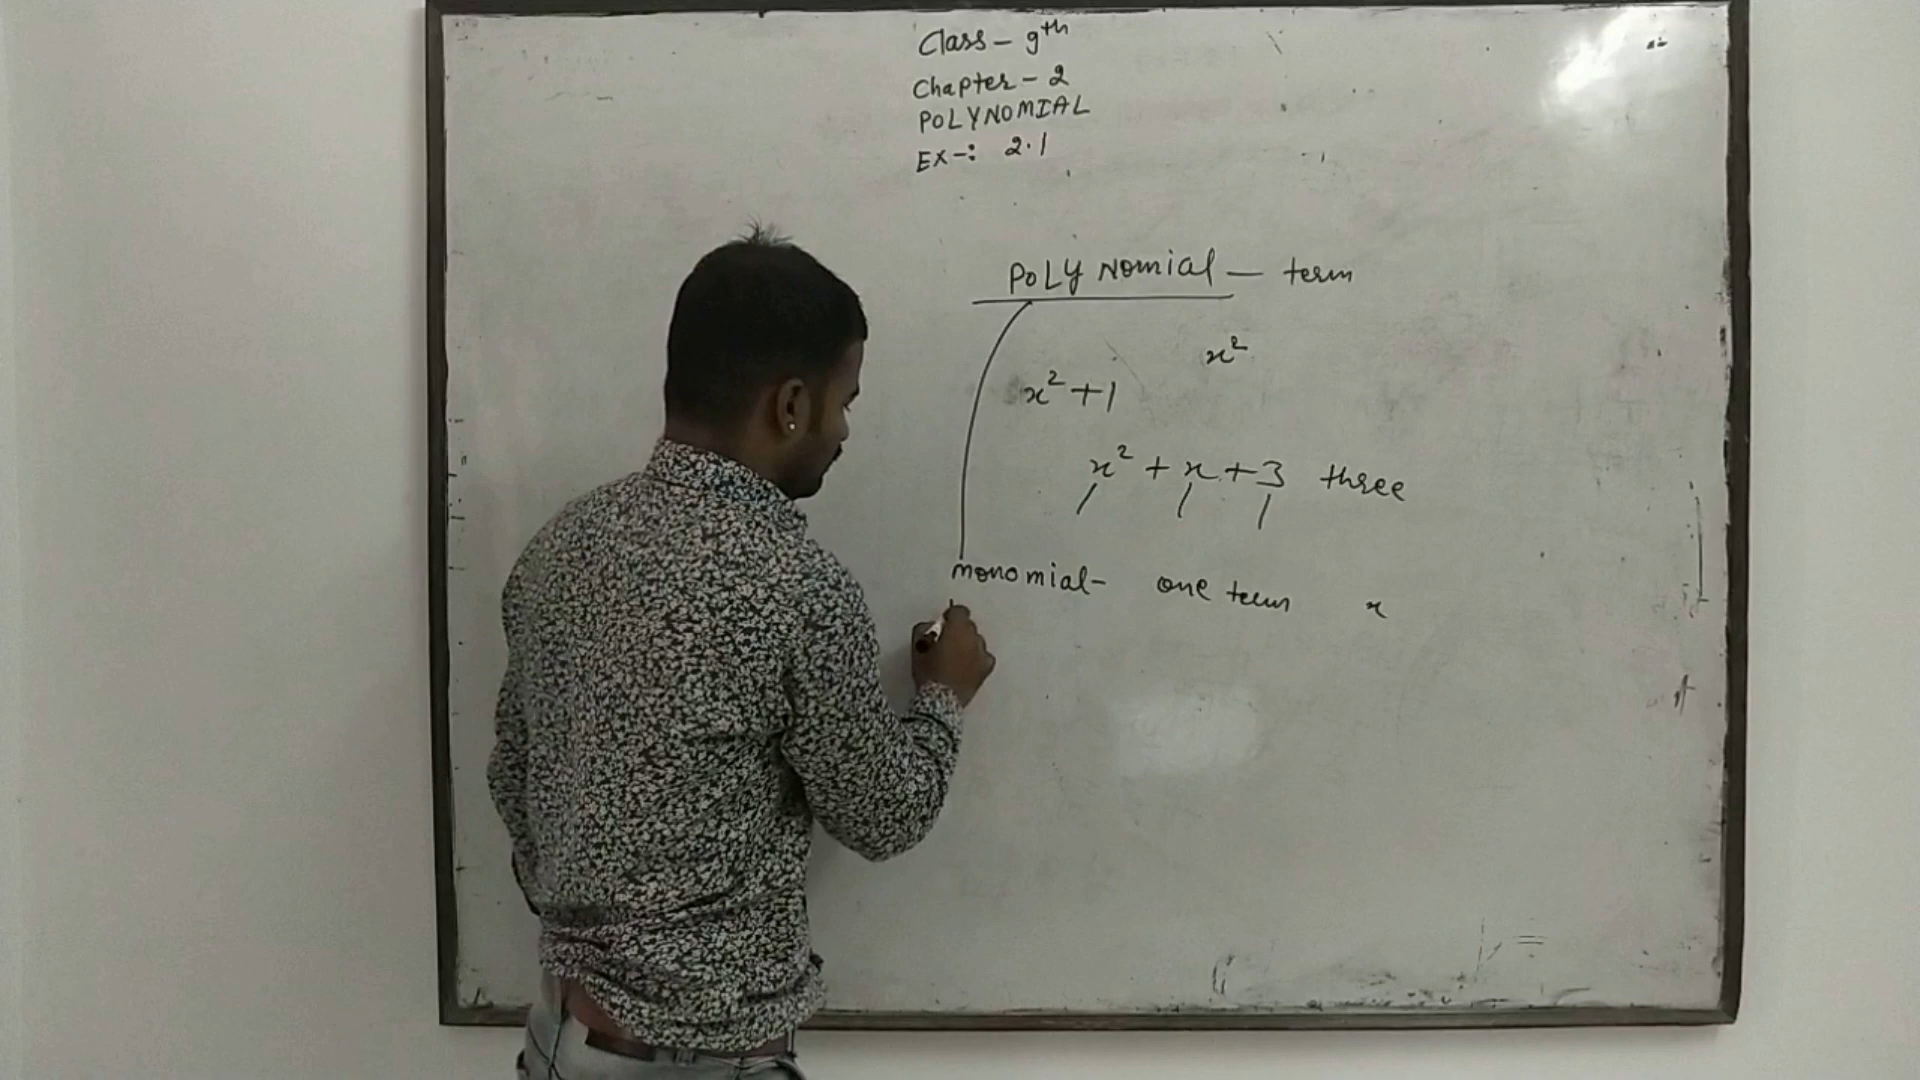 Class - 9th
Chapter - 2
POLYNOMIAL
EX-: 2.1
POLY NOMIAL - term
x²
x² + 1
x² + x + 3 three
monomial- one term x